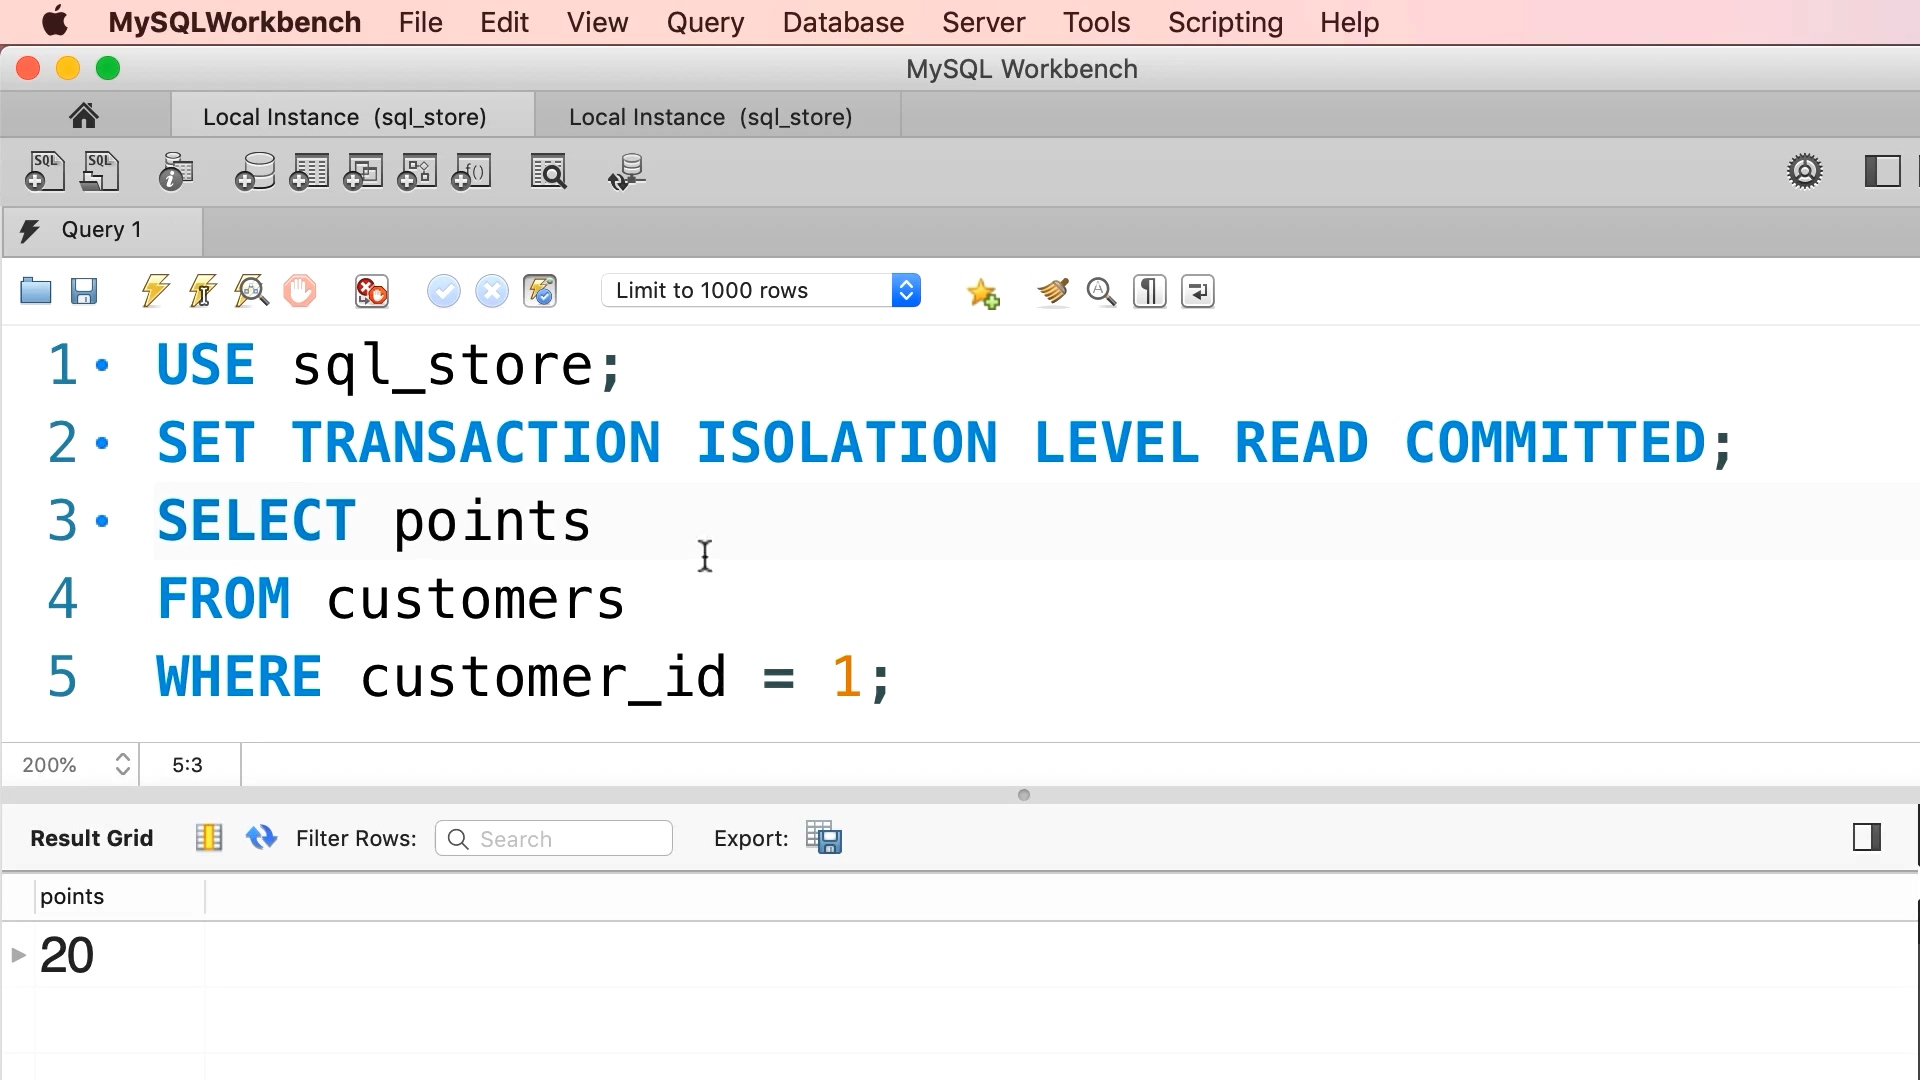 MySQLWorkbench File Edit View Query Database Server Tools Scripting Help
MySQL Workbench
Local Instance (sql_store) Local Instance (sql_store)
SQL SQL
Query 1
Limit to 1000 rows
1 USE sql_store;
2 SET TRANSACTION ISOLATION LEVEL READ COMMITTED;
3 SELECT points
4 FROM customers
5 WHERE customer_id = 1;
200% 5:3
Result Grid Filter Rows: Search Export:
points
20